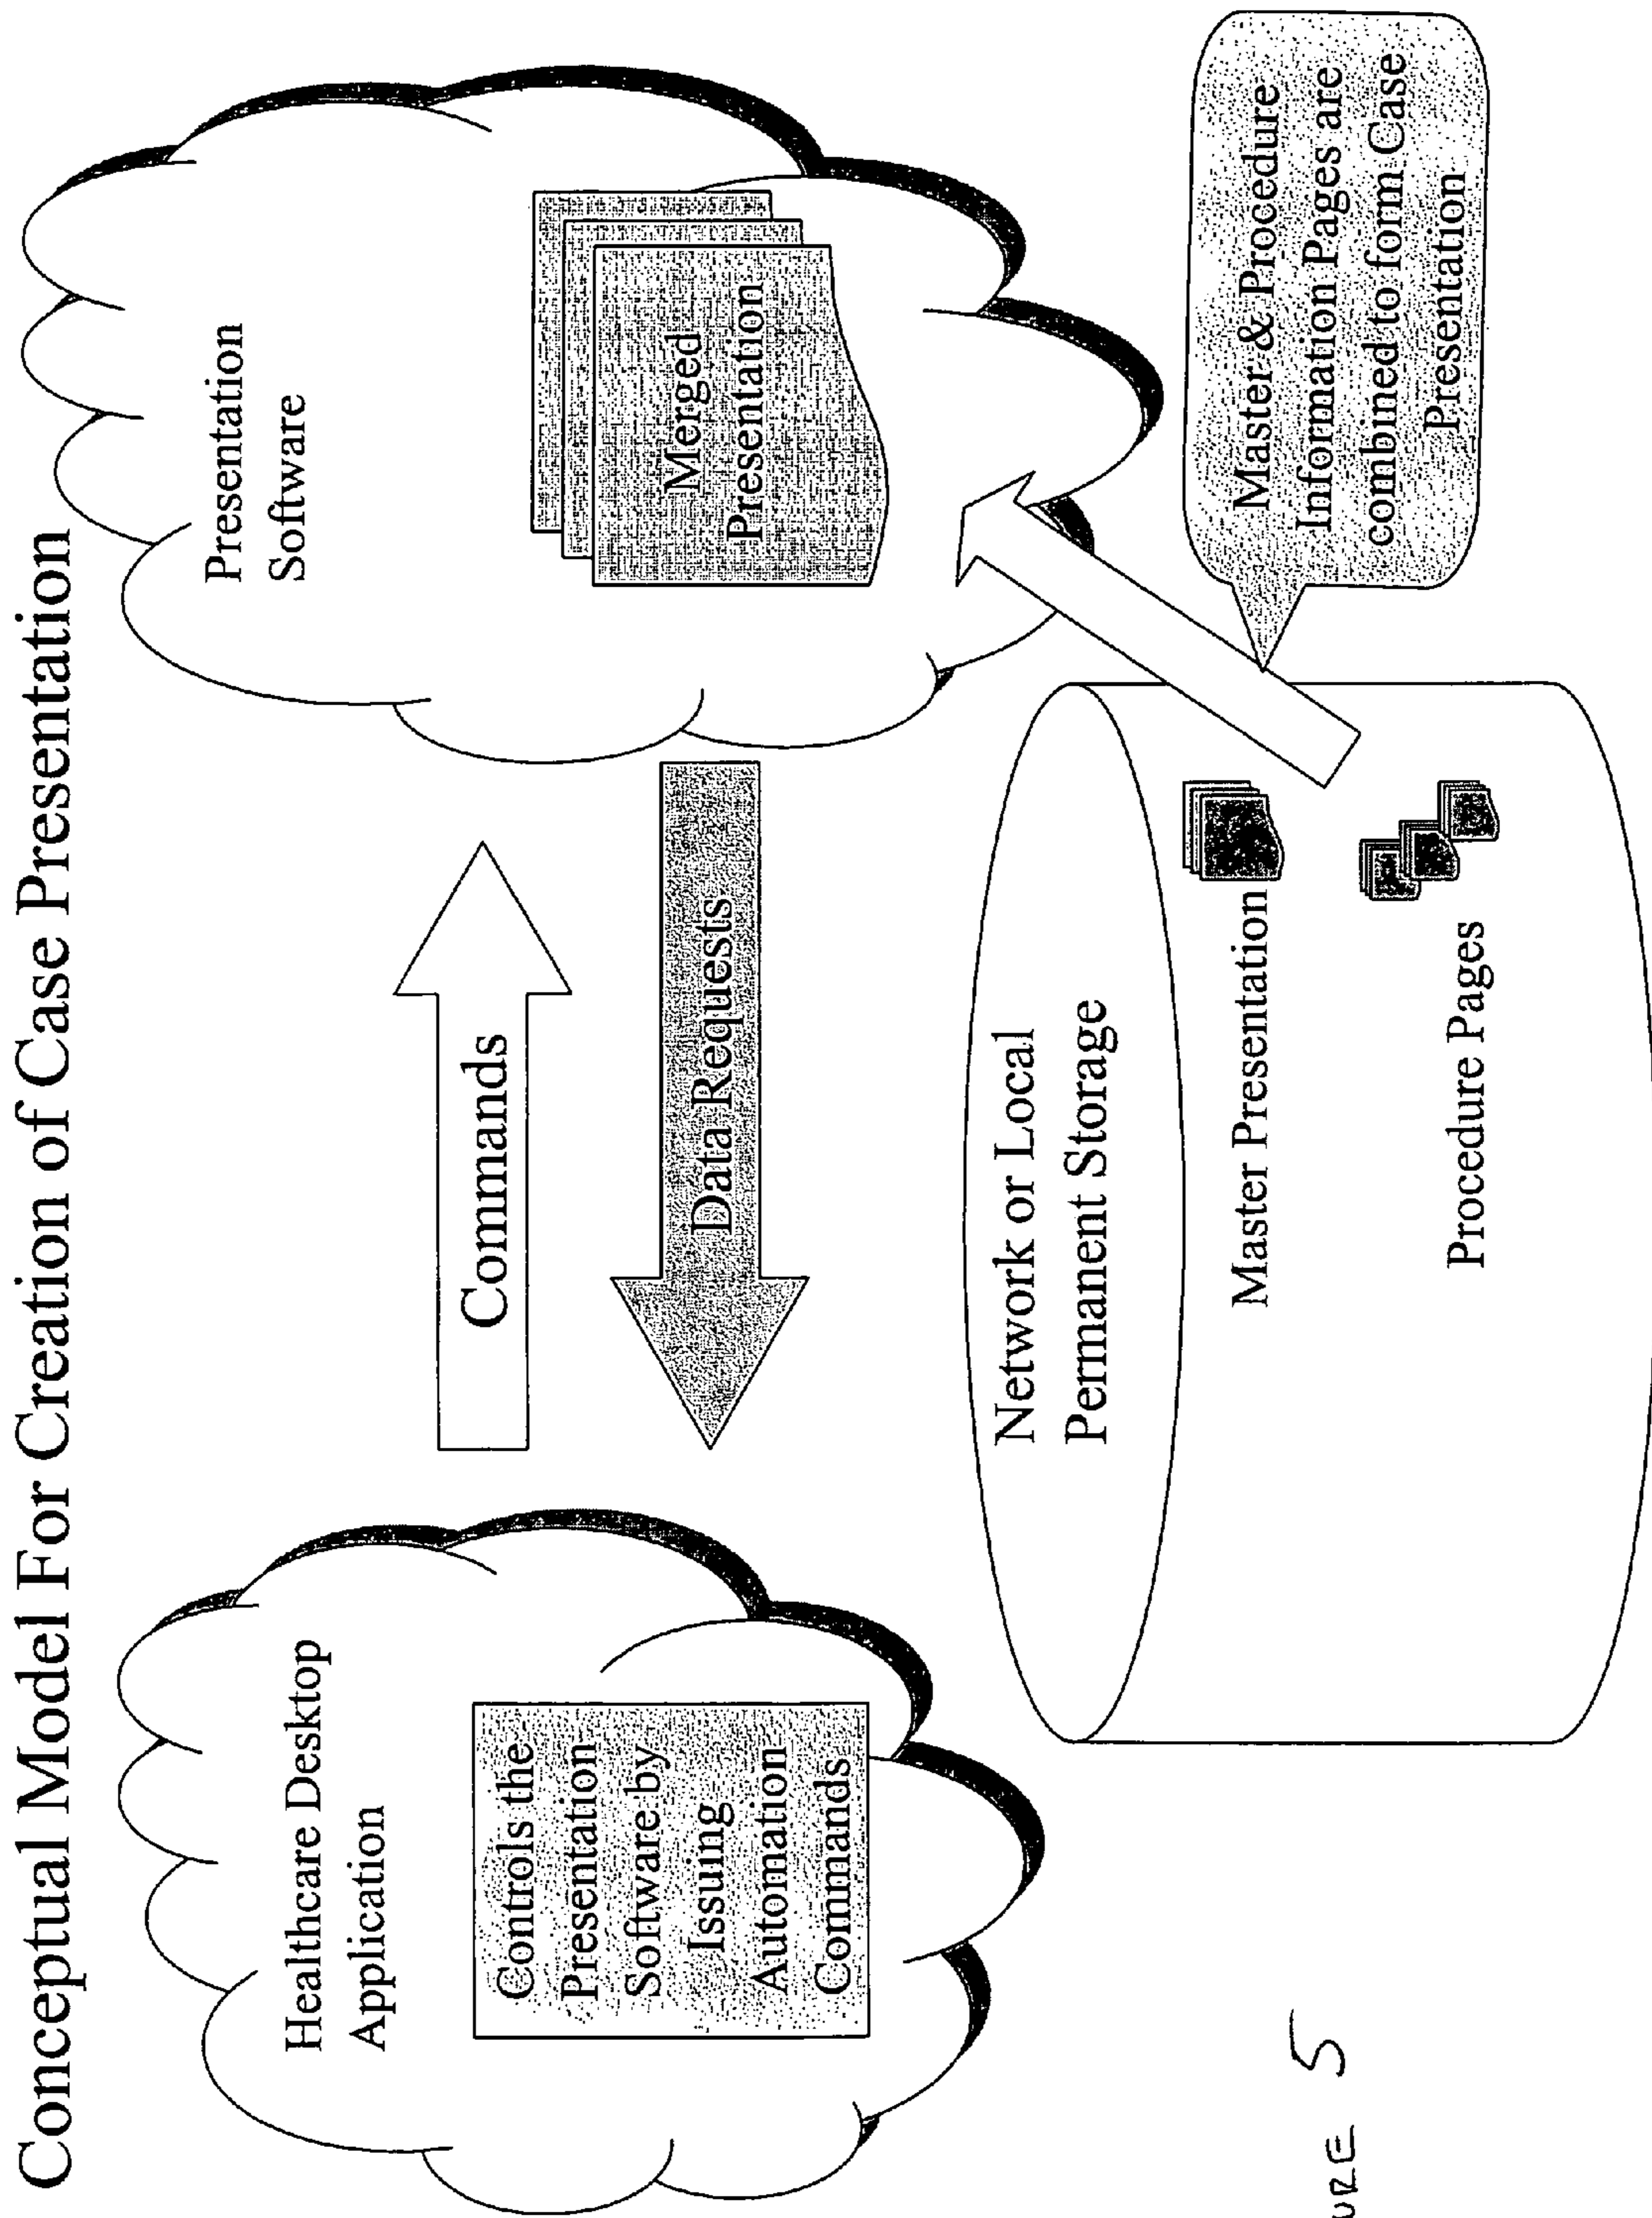 Conceptual Model For Creation of Case Presentation
Healthcare Desktop
Application
Controls the
Presentation
Software by
Issuing
Automation
Commands
Commands
Data Requests
Presentation
Software
Merged
Presentation
Network or Local
Permanent Storage
Master Presentation
Procedure Pages
Master & Procedure
Information Pages are
combined to form Case
Presentation
URE 5